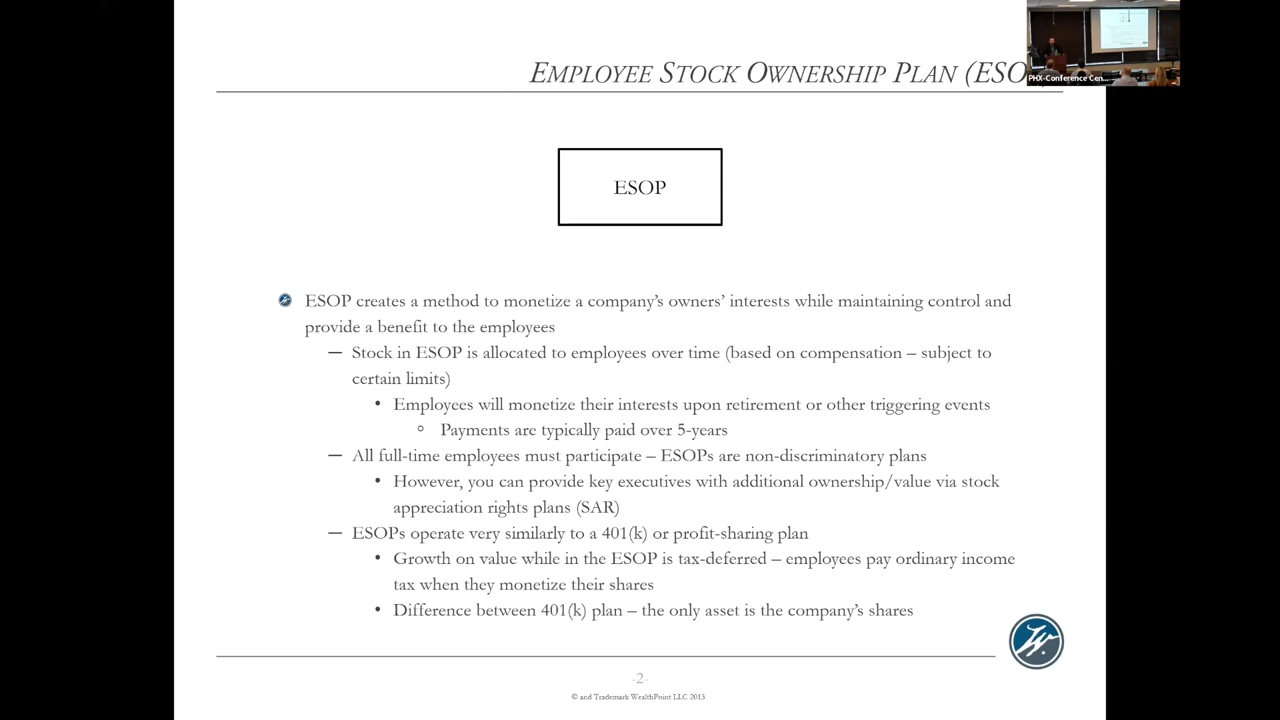 EMPLOYEE STOCK OWNERSHIP PLAN (ESO
PHX-Conference Cen...
ESOP
ESOP creates a method to monetize a company’s owners’ interests while maintaining control and
provide a benefit to the employees
— Stock in ESOP is allocated to employees over time (based on compensation – subject to
certain limits)
• Employees will monetize their interests upon retirement or other triggering events
○ Payments are typically paid over 5-years
— All full-time employees must participate – ESOPs are non-discriminatory plans
• However, you can provide key executives with additional ownership/value via stock
appreciation rights plans (SAR)
— ESOPs operate very similarly to a 401(k) or profit-sharing plan
• Growth on value while in the ESOP is tax-deferred – employees pay ordinary income
tax when they monetize their shares
• Difference between 401(k) plan – the only asset is the company’s shares
-2-
© and Trademark WealthPoint LLC 2013